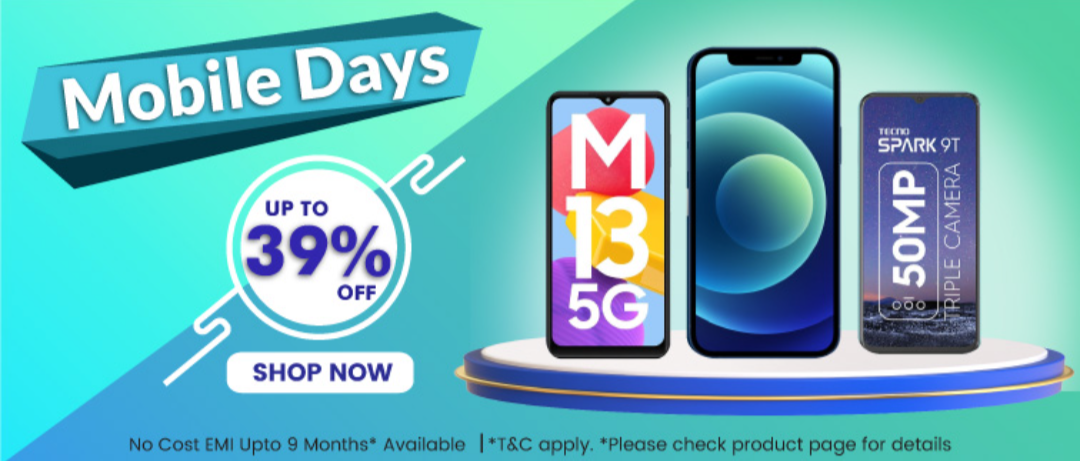 Mobile Days
UP TO
39%
OFF
SHOP NOW
M
13
5G
TECNO
SPARK 9T
50MP
TRIPLE CAMERA
No Cost EMI Upto 9 Months* Available | *T&C apply. *Please check product page for details